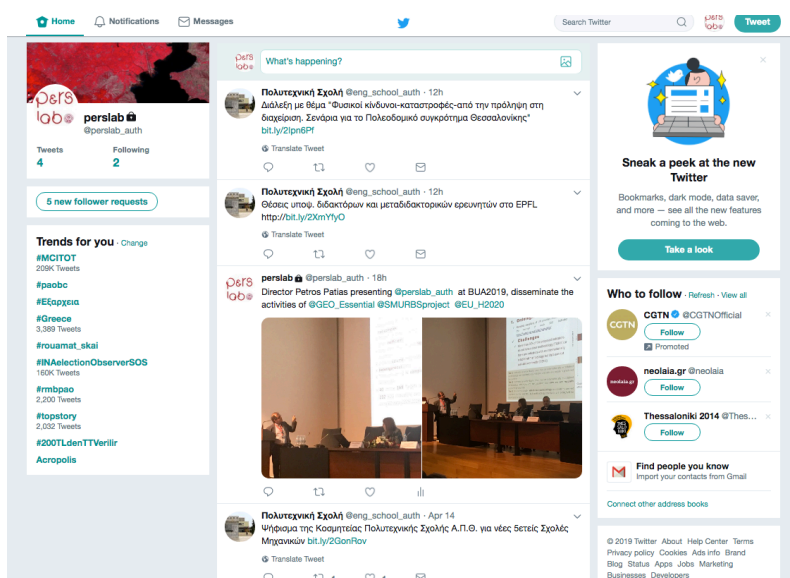 Home
Notifications
Messages
Search Twitter
Tweet
pers
labe
perslab
@perslab_auth
Tweets
Following
4
2
5 new follower requests
Trends for you · Change
#MCITOT
209K Tweets
#paobc
#Εξαρχεια
#Greece
3,389 Tweets
#rouamat_skai
#INAelectionObserverSOS
160K Tweets
#rmbpao
2,200 Tweets
#topstory
2,032 Tweets
#200TLdenTTVerilir
Acropolis
What's happening?
Πολυτεχνική Σχολή @eng_school_auth · 12h
Διάλεξη με θέμα "Φυσικοί κίνδυνοι-καταστροφές-από την πρόληψη στη
διαχείριση. Σενάρια για το Πολεοδομικό συγκρότημα Θεσσαλονίκης"
bit.ly/2Ipn6Pf
Translate Tweet
Πολυτεχνική Σχολή @eng_school_auth · 12h
Θέσεις υποψ. διδακτόρων και μεταδιδακτορικών ερευνητών στο EPFL
http://bit.ly/2XmYfyO
Translate Tweet
perslab @perslab_auth · 18h
Director Petros Patias presenting @perslab_auth at BUA2019, disseminate the
activities of @GEO_Essential @SMURBSproject @EU_H2020
Πολυτεχνική Σχολή @eng_school_auth · Apr 14
Ψήφισμα της Κοσμητείας Πολυτεχνικής Σχολής Α.Π.Θ. για νέες 5ετείς Σχολές
Μηχανικών bit.ly/2GonRov
Translate Tweet
Sneak a peek at the new
Twitter
Bookmarks, dark mode, data saver,
and more — see all the new features
coming to the web.
Take a look
Who to follow · Refresh · View all
CGTN
CGTN @CGTNOfficial
Follow
Promoted
neolaia.gr
neolaia.gr @neolaia
Follow
Thessaloniki 2014 @Thes...
Follow
Find people you know
Import your contacts from Gmail
Connect other address books
© 2019 Twitter About Help Center Terms
Privacy policy Cookies Ads info Brand
Blog Status Apps Jobs Marketing
Businesses Developers